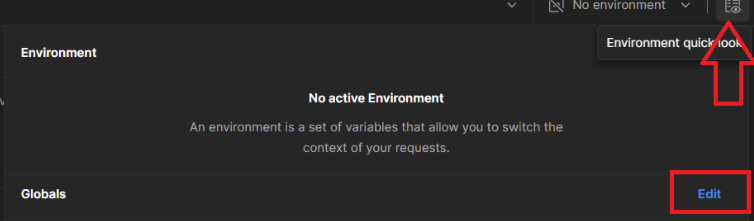 No environment
Environment quick look
Environment
No active Environment
An environment is a set of variables that allow you to switch the
context of your requests.
Globals
Edit